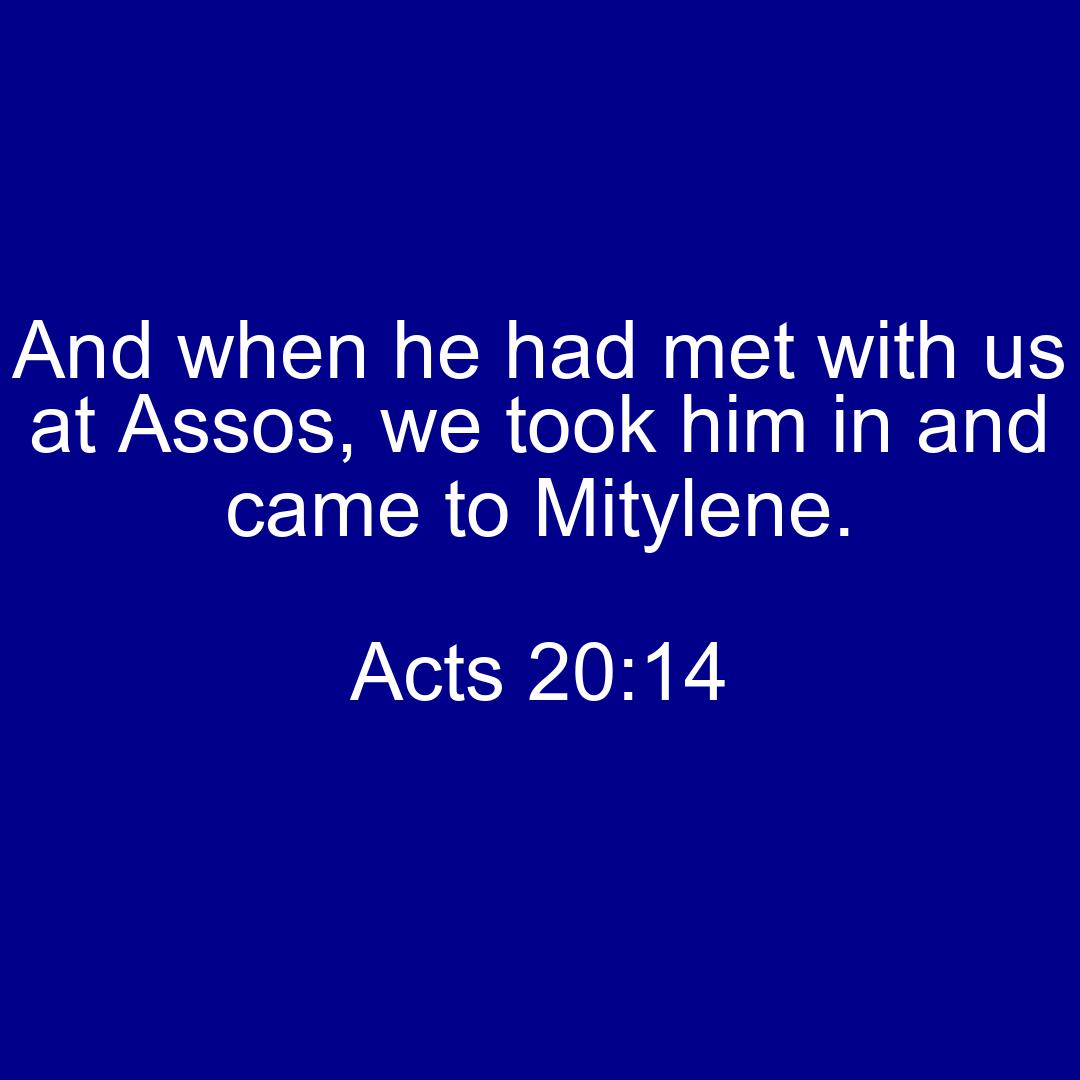 And when he had met with us
at Assos, we took him in and
came to Mitylene.
Acts 20:14